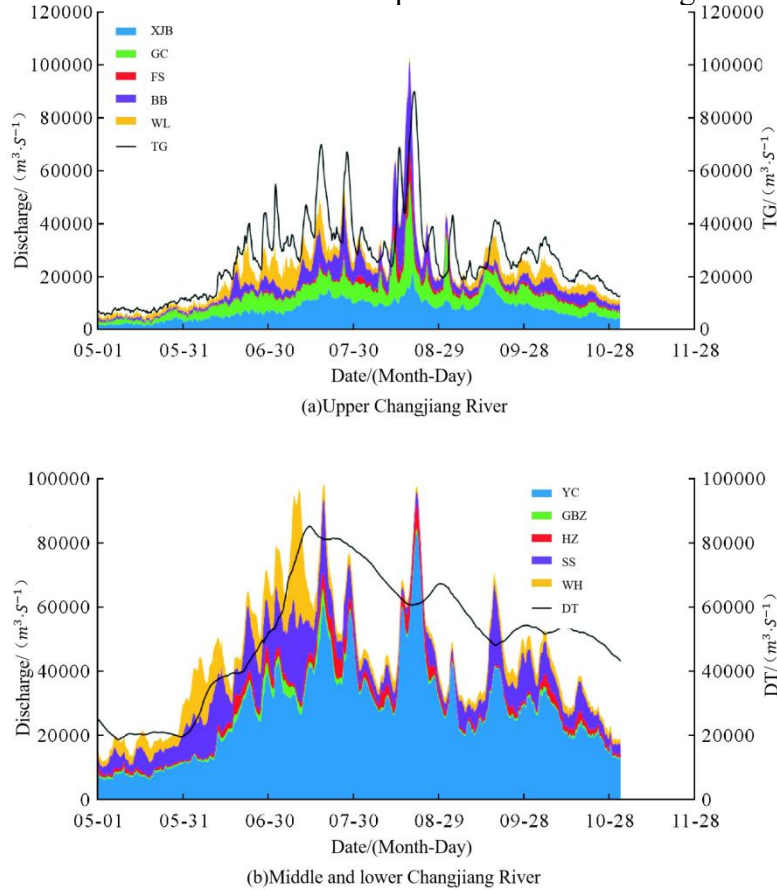 120000
100000
80000
60000
40000
20000
0
Discharge/ (m³·S⁻¹)
XJB
GC
FS
BB
WL
TG
120000
100000
80000
60000
40000
20000
0
TG/ (m³·S⁻¹)
05-01 05-31 06-30 07-30 08-29 09-28 10-28 11-28
Date/(Month-Day)
(a)Upper Changjiang River
100000
80000
60000
40000
20000
0
Discharge/ (m³·S⁻¹)
YC
GBZ
HZ
SS
WH
DT
100000
80000
60000
40000
20000
0
DT/ (m³·S⁻¹)
05-01 05-31 06-30 07-30 08-29 09-28 10-28 11-28
Date/(Month-Day)
(b)Middle and lower Changjiang River